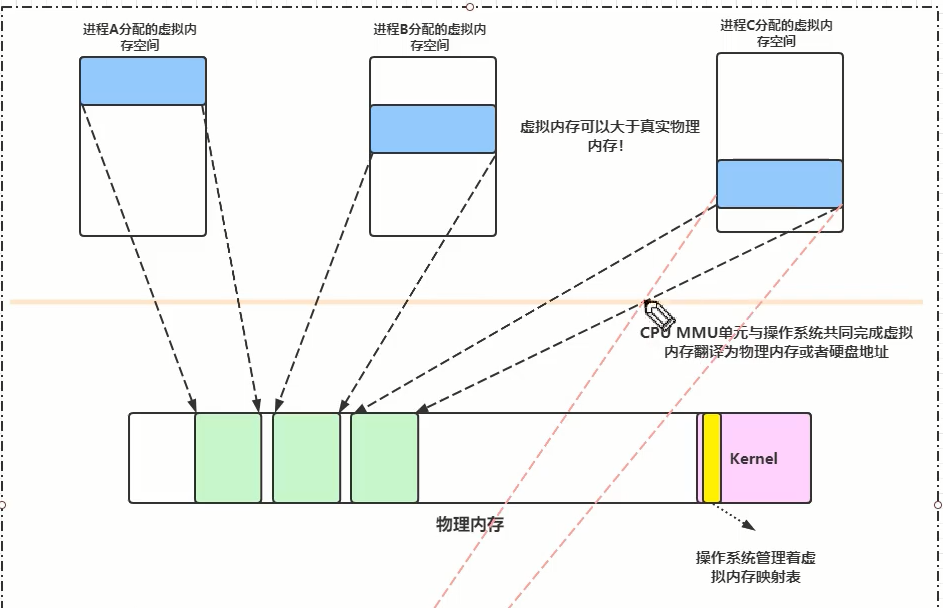 进程A分配的虚拟内
存空间
进程B分配的虚拟内
存空间
进程C分配的虚拟内
存空间
虚拟内存可以大于真实物理
内存！
CPU MMU单元与操作系统共同完成虚拟
内存翻译为物理内存或者硬盘地址
Kernel
物理内存
操作系统管理着虚
拟内存映射表